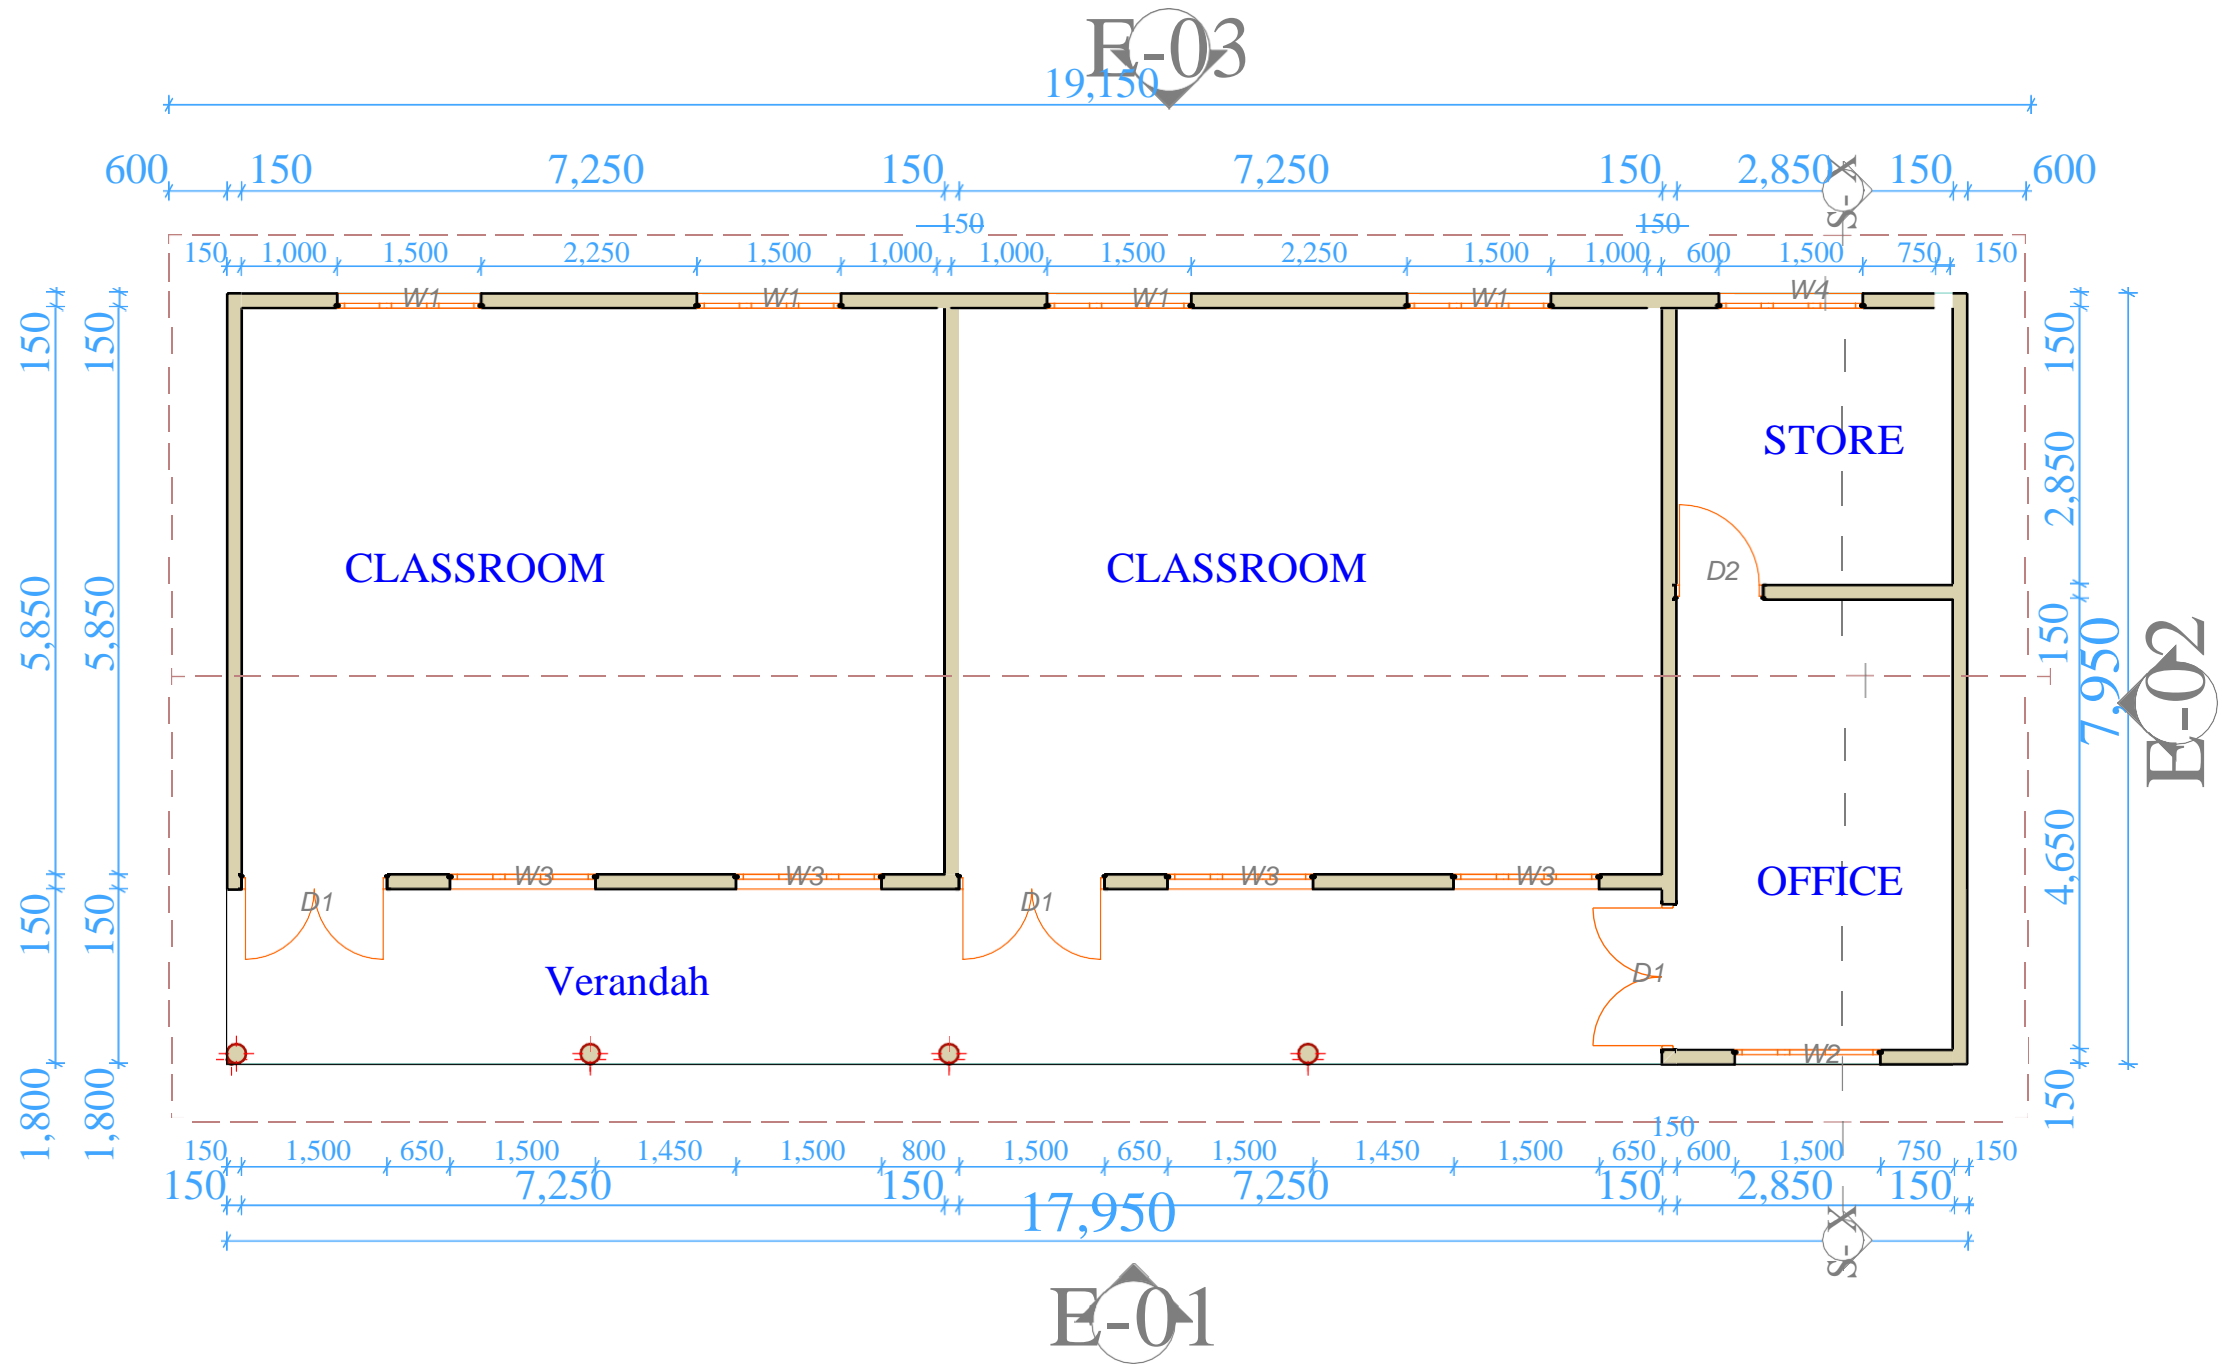 E-03
19,150
600 150 7,250 150 7,250 150 2,850 150 600
S-X
150 150
150 1,000 1,500 2,250 1,500 1,000 1,000 1,500 2,250 1,500 1,000 600 1,500 750 150
W1 W1 W1 W1 W4
150 150 150
STORE
2,850
CLASSROOM CLASSROOM
D2
5,850 5,850
150
7,950
E-02
W3 W3 W3 W3
OFFICE
4,650
D1 D1
150 150
D1
Verandah
W2
1,800 1,800 150
150
150 1,500 650 1,500 1,450 1,500 800 1,500 650 1,500 1,450 1,500 650 600 1,500 750 150
150 7,250 150 7,250 150 2,850 150
17,950
S-X
E-01